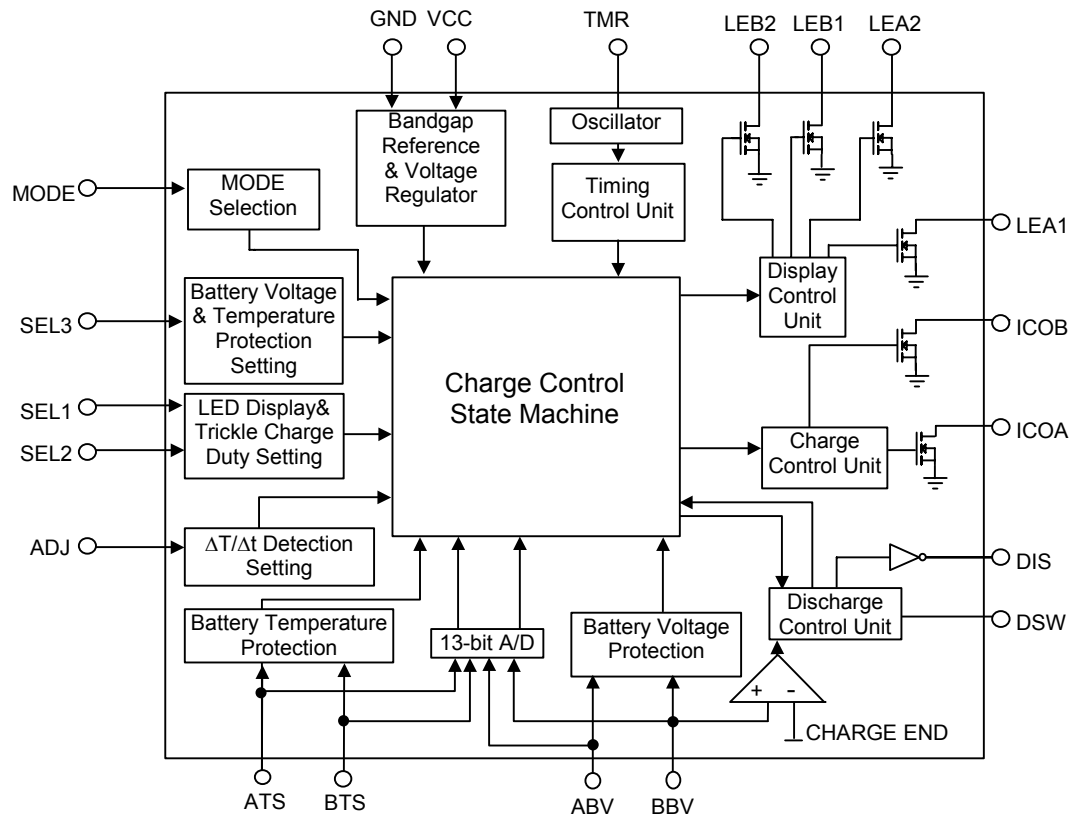 GND VCC TMR LEB2 LEB1 LEA2
Bandgap
Reference
& Voltage
Regulator
Oscillator
Timing
Control Unit
MODE
MODE
Selection
LEA1
Display
Control
Unit
SEL3
Battery Voltage
& Temperature
Protection
Setting
ICOB
Charge Control
State Machine
SEL1
SEL2
LED Display&
Trickle Charge
Duty Setting
Charge
Control Unit
ICOA
ADJ
ΔT/Δt Detection
Setting
DIS
Discharge
Control Unit
DSW
Battery Temperature
Protection
13-bit A/D
Battery Voltage
Protection
+ -
CHARGE END
ATS BTS ABV BBV